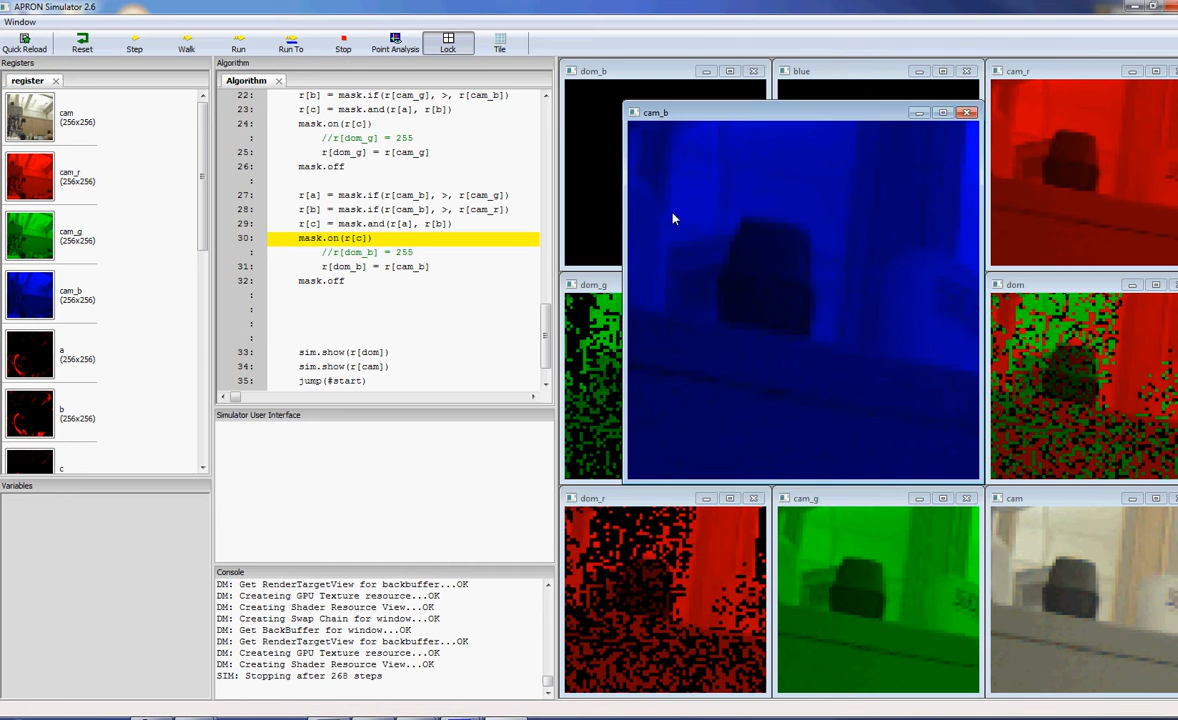 APRON Simulator 2.6
Window
Quick Reload
Reset
Step
Walk
Run
Run To
Stop
Point Analysis
Lock
Tile
Registers
register
cam
(256x256)
cam_r
(256x256)
cam_g
(256x256)
cam_b
(256x256)
a
(256x256)
b
(256x256)
c
Variables
Algorithm
Algorithm
22: r[b] = mask.if(r[cam_g], >, r[cam_b])
23: r[c] = mask.and(r[a], r[b])
24: mask.on(r[c])
: //r[dom_g] = 255
25: r[dom_g] = r[cam_g]
26: mask.off
:
27: r[a] = mask.if(r[cam_b], >, r[cam_g])
28: r[b] = mask.if(r[cam_b], >, r[cam_r])
29: r[c] = mask.and(r[a], r[b])
30: mask.on(r[c])
: //r[dom_b] = 255
31: r[dom_b] = r[cam_b]
32: mask.off
:
:
:
:
33: sim.show(r[dom])
34: sim.show(r[cam])
35: jump(#start)
Simulator User Interface
Console
DM: Get RenderTargetView for backbuffer...OK
DM: Createing GPU Texture resource...OK
DM: Creating Shader Resource View...OK
DM: Creating Swap Chain for window...OK
DM: Get BackBuffer for window...OK
DM: Get RenderTargetView for backbuffer...OK
DM: Createing GPU Texture resource...OK
DM: Creating Shader Resource View...OK
SIM: Stopping after 268 steps
dom_b
blue
cam_r
cam_b
dom_g
dom
dom_r
cam_g
cam